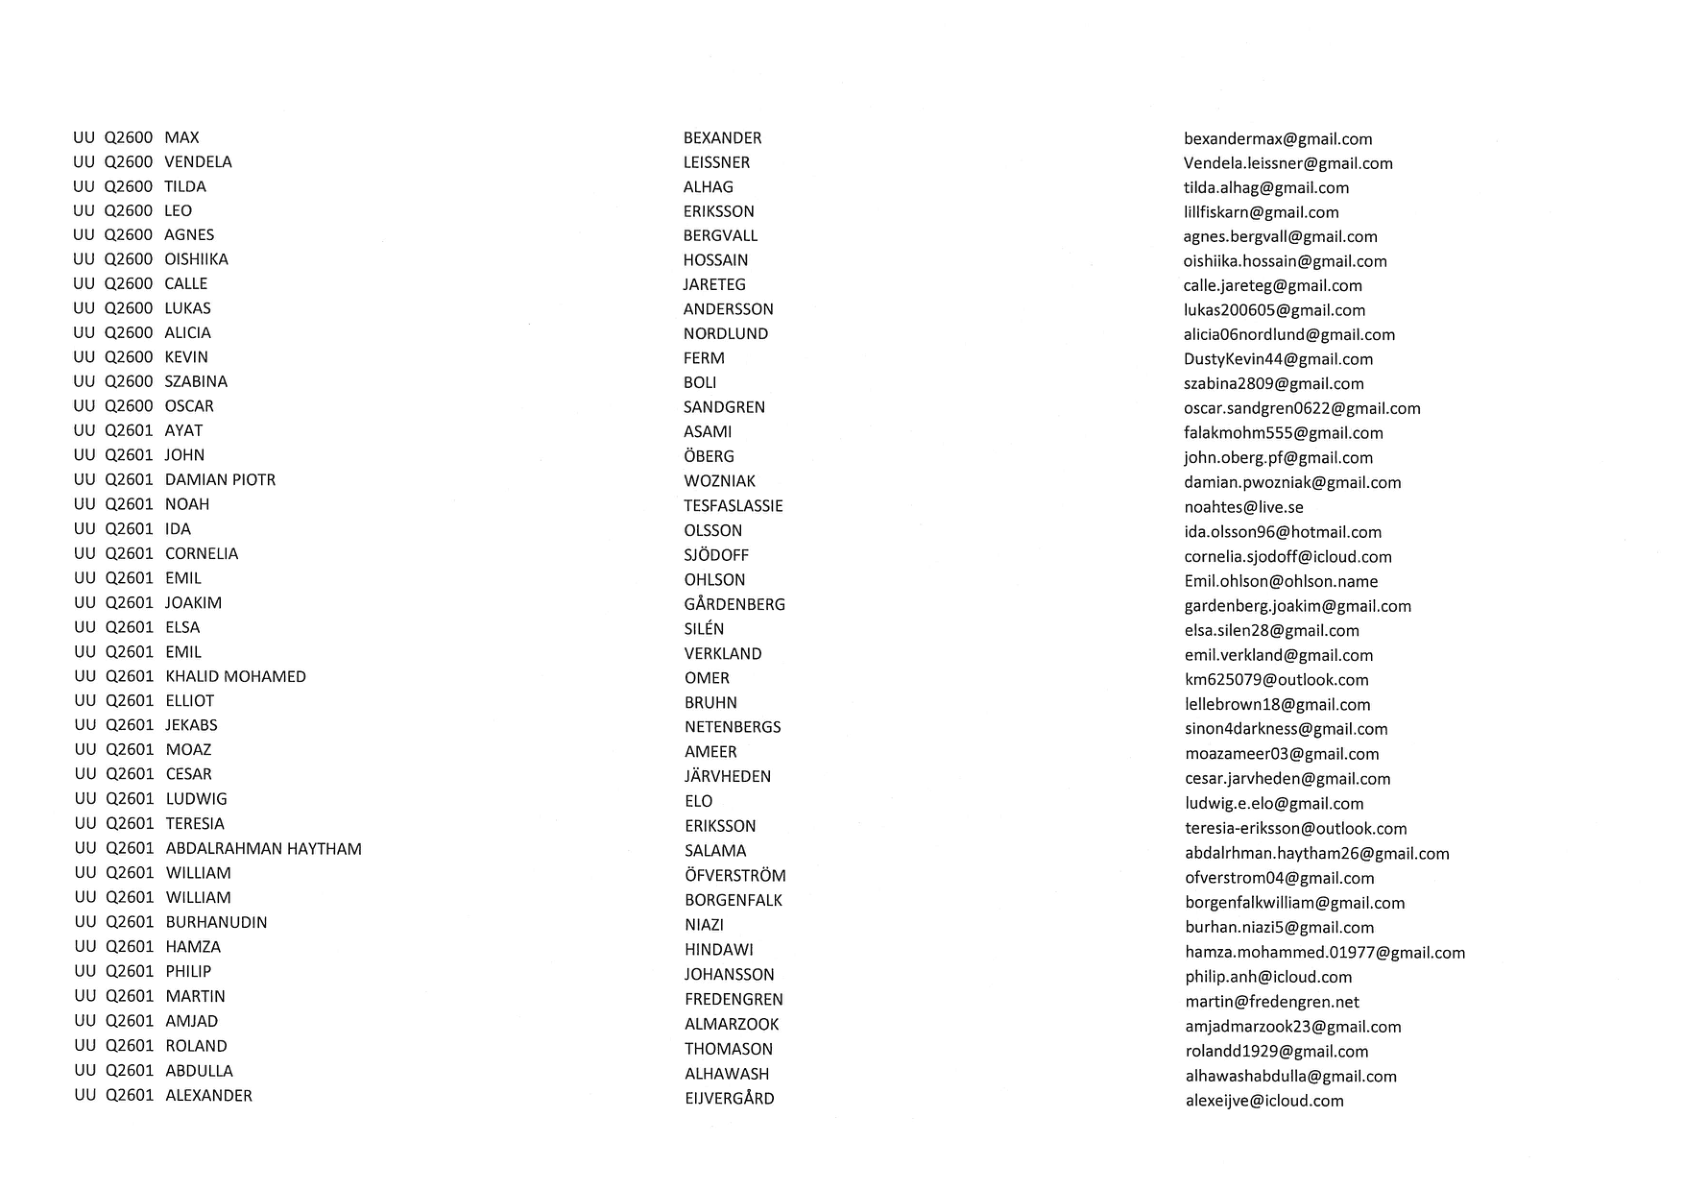 UU Q2600 MAX BEXANDER bexandermax@gmail.com
UU Q2600 VENDELA LEISSNER Vendela.leissner@gmail.com
UU Q2600 TILDA ALHAG tilda.alhag@gmail.com
UU Q2600 LEO ERIKSSON lillfiskarn@gmail.com
UU Q2600 AGNES BERGVALL agnes.bergvall@gmail.com
UU Q2600 OISHIIKA HOSSAIN oishiika.hossain@gmail.com
UU Q2600 CALLE JARETEG calle.jareteg@gmail.com
UU Q2600 LUKAS ANDERSSON lukas200605@gmail.com
UU Q2600 ALICIA NORDLUND alicia06nordlund@gmail.com
UU Q2600 KEVIN FERM DustyKevin44@gmail.com
UU Q2600 SZABINA BOLI szabina2809@gmail.com
UU Q2600 OSCAR SANDGREN oscar.sandgren0622@gmail.com
UU Q2601 AYAT ASAMI falakmohm555@gmail.com
UU Q2601 JOHN ÖBERG john.oberg.pf@gmail.com
UU Q2601 DAMIAN PIOTR WOZNIAK damian.pwozniak@gmail.com
UU Q2601 NOAH TESFASLASSIE noahtes@live.se
UU Q2601 IDA OLSSON ida.olsson96@hotmail.com
UU Q2601 CORNELIA SJÖDOFF cornelia.sjodoff@icloud.com
UU Q2601 EMIL OHLSON Emil.ohlson@ohlson.name
UU Q2601 JOAKIM GÅRDENBERG gardenberg.joakim@gmail.com
UU Q2601 ELSA SILÉN elsa.silen28@gmail.com
UU Q2601 EMIL VERKLAND emil.verkland@gmail.com
UU Q2601 KHALID MOHAMED OMER km625079@outlook.com
UU Q2601 ELLIOT BRUHN lellebrown18@gmail.com
UU Q2601 JEKABS NETENBERGS sinon4darkness@gmail.com
UU Q2601 MOAZ AMEER moazameer03@gmail.com
UU Q2601 CESAR JÄRVHEDEN cesar.jarvheden@gmail.com
UU Q2601 LUDWIG ELO ludwig.e.elo@gmail.com
UU Q2601 TERESIA ERIKSSON teresia-eriksson@outlook.com
UU Q2601 ABDALRAHMAN HAYTHAM SALAMA abdalrhman.haytham26@gmail.com
UU Q2601 WILLIAM ÖFVERSTRÖM ofverstrom04@gmail.com
UU Q2601 WILLIAM BORGENFALK borgenfalkwilliam@gmail.com
UU Q2601 BURHANUDIN NIAZI burhan.niazi5@gmail.com
UU Q2601 HAMZA HINDAWI hamza.mohammed.01977@gmail.com
UU Q2601 PHILIP JOHANSSON philip.anh@icloud.com
UU Q2601 MARTIN FREDENGREN martin@fredengren.net
UU Q2601 AMJAD ALMARZOOK amjadmarzook23@gmail.com
UU Q2601 ROLAND THOMASON rolandd1929@gmail.com
UU Q2601 ABDULLA ALHAWASH alhawashabdulla@gmail.com
UU Q2601 ALEXANDER EIJVERGÅRD alexeijve@icloud.com